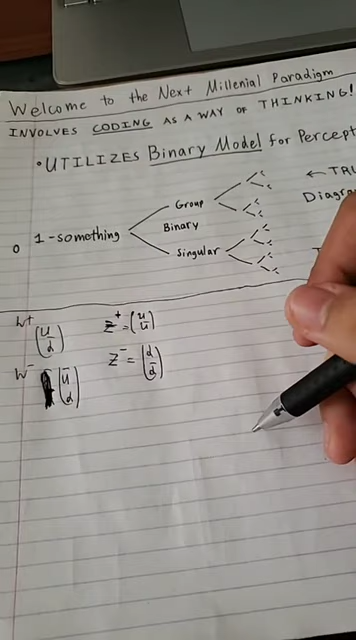 Welcome to the Next Millenial Paradigm
INVOLVES CODING AS A WAY OF THINKING!
•UTILIZES Binary Model for Percept
← TRU
Group
Diagra
0 1-something
Binary
Singular
W+ (u/d̄) Z+ = (u/ū)
W- (ū/d) Z- = (d/d̄)